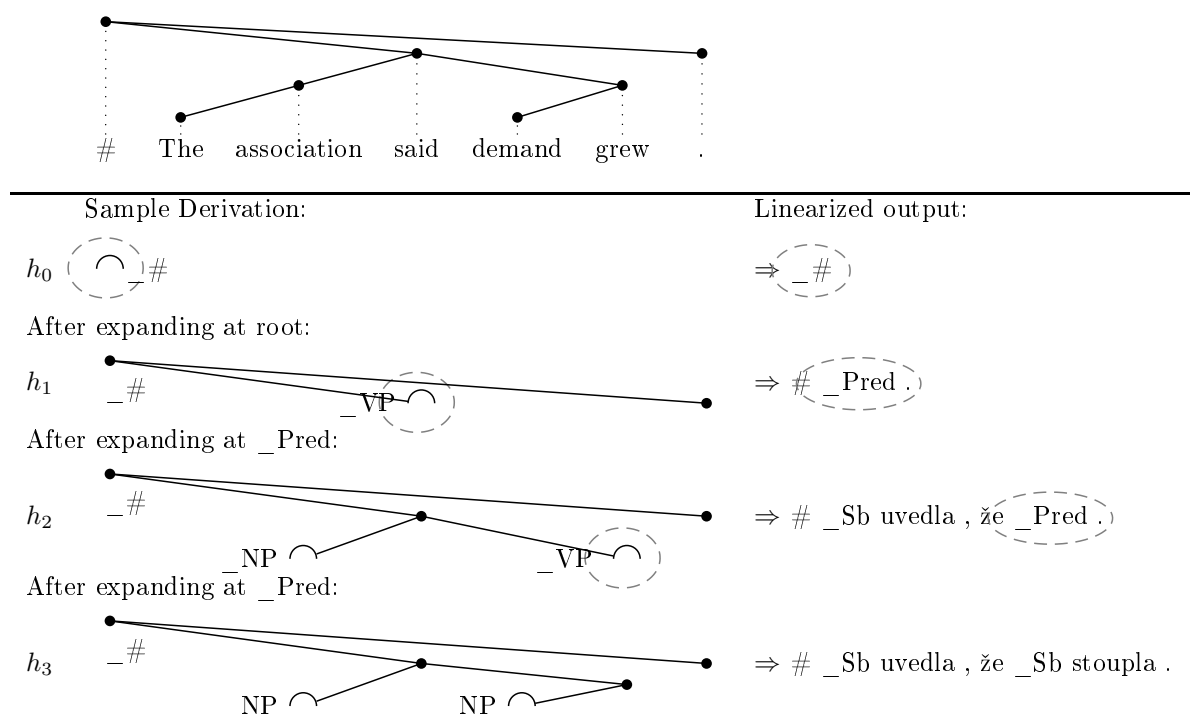 # The association said demand grew .
Sample Derivation: Linearized output:
h0 _# ⇒ _#
After expanding at root:
h1 _# _VP ⇒ # _Pred .
After expanding at _Pred:
h2 _# _NP _VP ⇒ # _Sb uvedla , že _Pred .
After expanding at _Pred:
h3 _# NP NP ⇒ # _Sb uvedla , že _Sb stoupla .